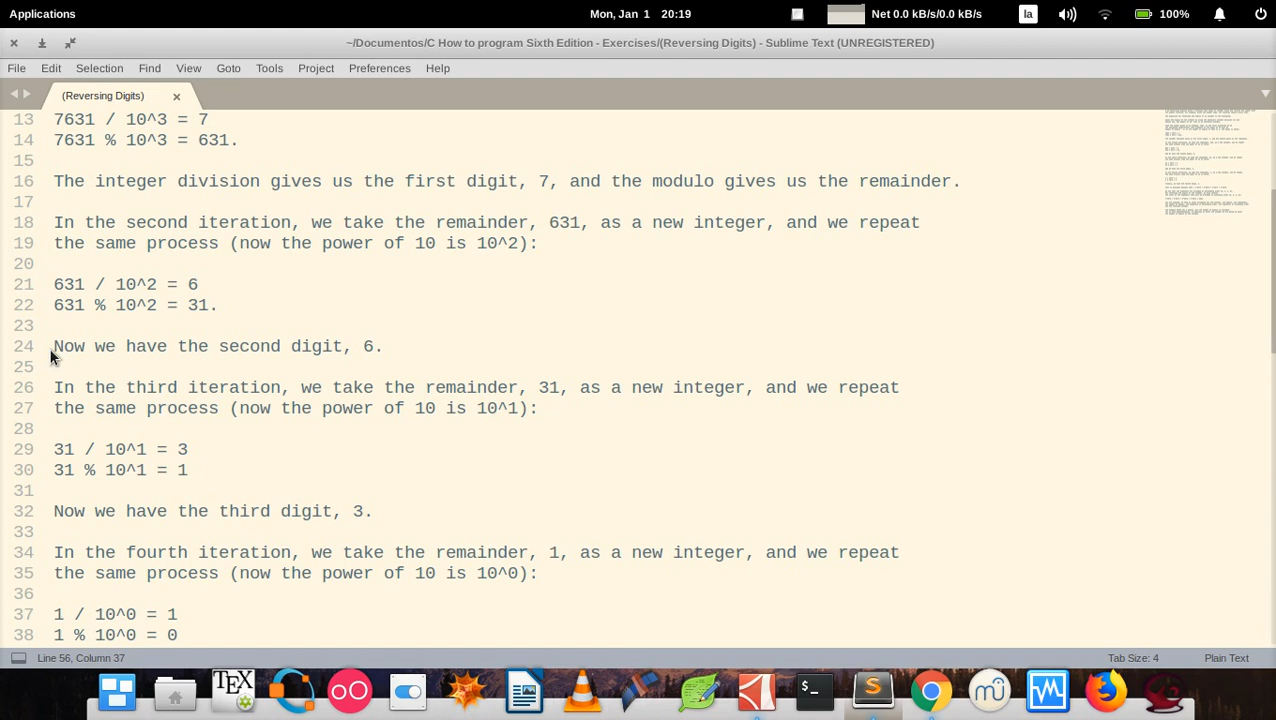 Applications
Mon, Jan 1 20:19
Net 0.0 kB/s/0.0 kB/s
la
100%
~/Documentos/C How to program Sixth Edition - Exercises/(Reversing Digits) - Sublime Text (UNREGISTERED)
File Edit Selection Find View Goto Tools Project Preferences Help
(Reversing Digits)
13 7631 / 10^3 = 7
14 7631 % 10^3 = 631.
15
16 The integer division gives us the first digit, 7, and the modulo gives us the remainder.
17
18 In the second iteration, we take the remainder, 631, as a new integer, and we repeat
19 the same process (now the power of 10 is 10^2):
20
21 631 / 10^2 = 6
22 631 % 10^2 = 31.
23
24 Now we have the second digit, 6.
25
26 In the third iteration, we take the remainder, 31, as a new integer, and we repeat
27 the same process (now the power of 10 is 10^1):
28
29 31 / 10^1 = 3
30 31 % 10^1 = 1
31
32 Now we have the third digit, 3.
33
34 In the fourth iteration, we take the remainder, 1, as a new integer, and we repeat
35 the same process (now the power of 10 is 10^0):
36
37 1 / 10^0 = 1
38 1 % 10^0 = 0
Line 56, Column 37
Tab Size: 4
Plain Text
TEX
>_
S
mü